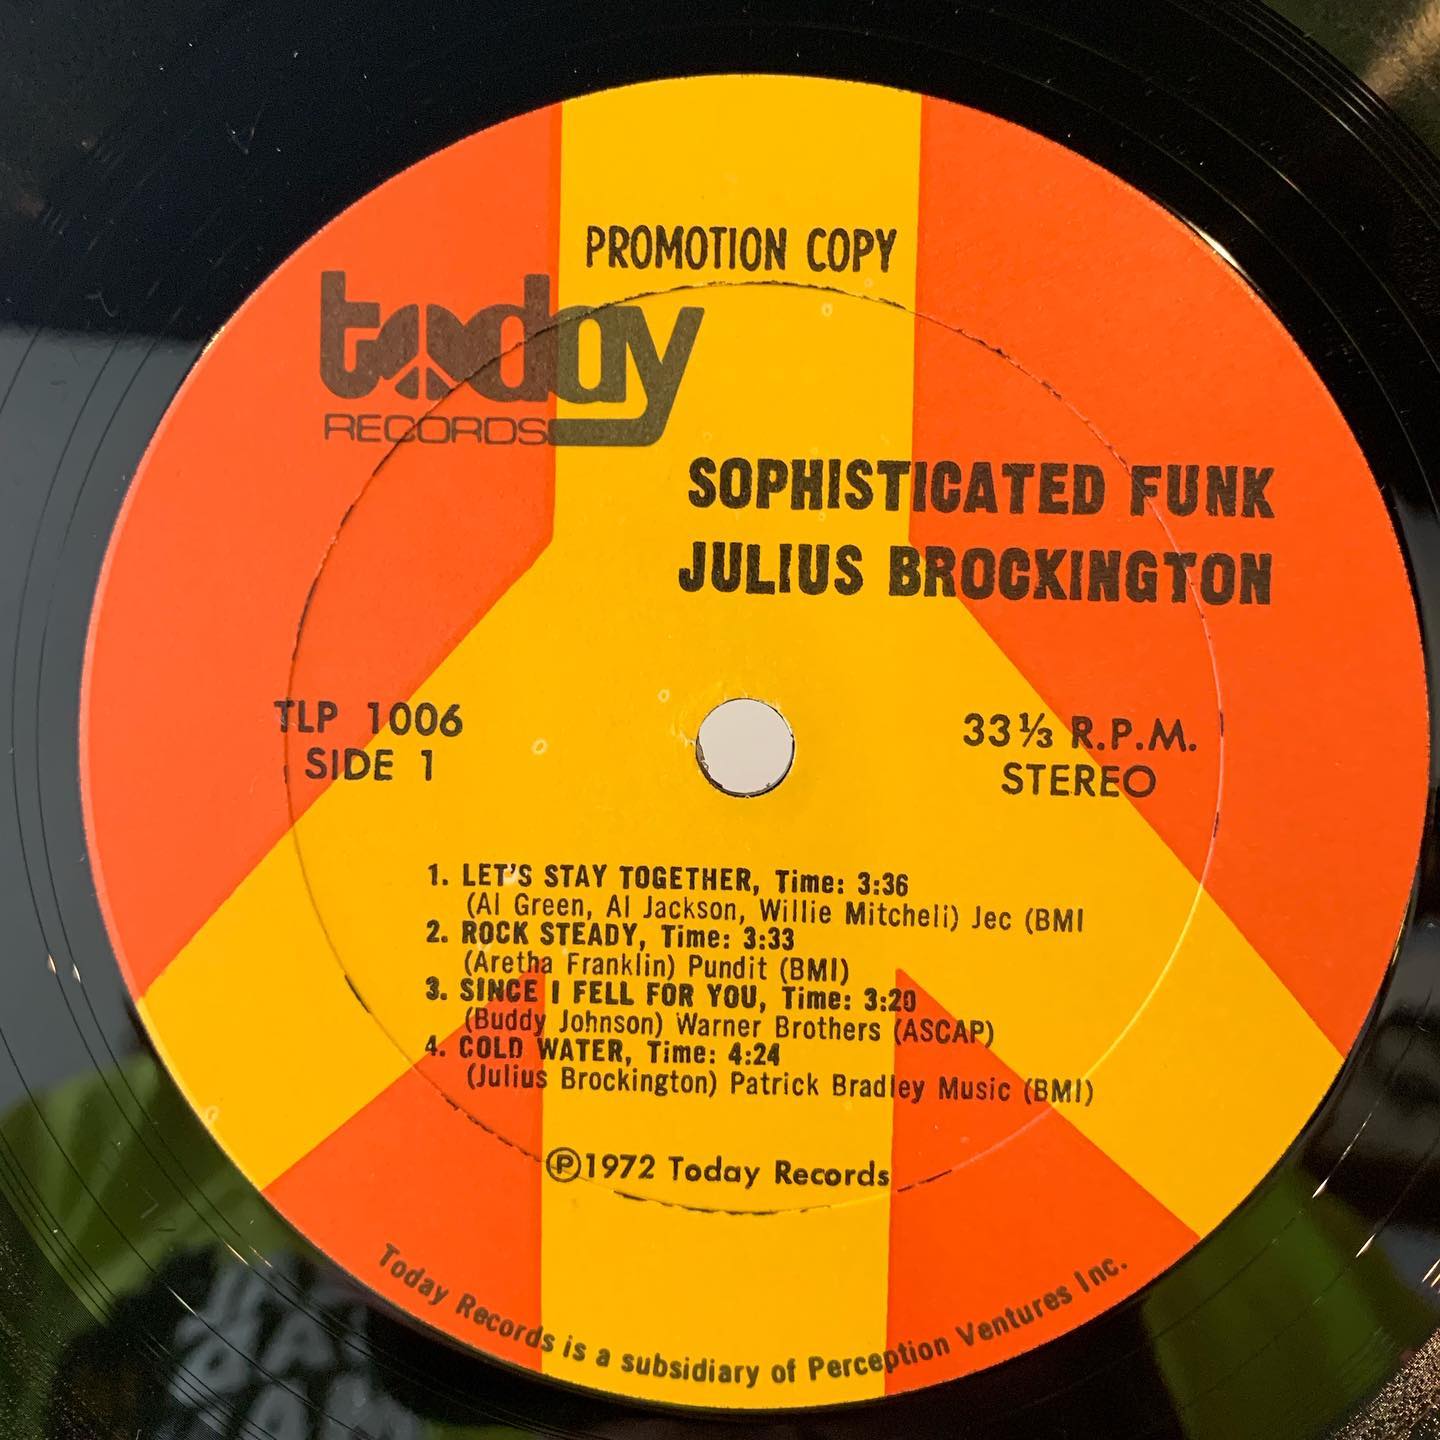 PROMOTION COPY
today
RECORDS
SOPHISTICATED FUNK
JULIUS BROCKINGTON
TLP 1006
SIDE 1
33⅓ R.P.M.
STEREO
1. LET'S STAY TOGETHER, Time: 3:36
(Al Green, Al Jackson, Willie Mitchell) Jec (BMI
2. ROCK STEADY, Time: 3:33
(Aretha Franklin) Pundit (BMI)
3. SINCE I FELL FOR YOU, Time: 3:20
(Buddy Johnson) Warner Brothers (ASCAP)
4. COLD WATER, Time: 4:24
(Julius Brockington) Patrick Bradley Music (BMI)
Ⓟ1972 Today Records
Today Records is a subsidiary of Perception Ventures Inc.